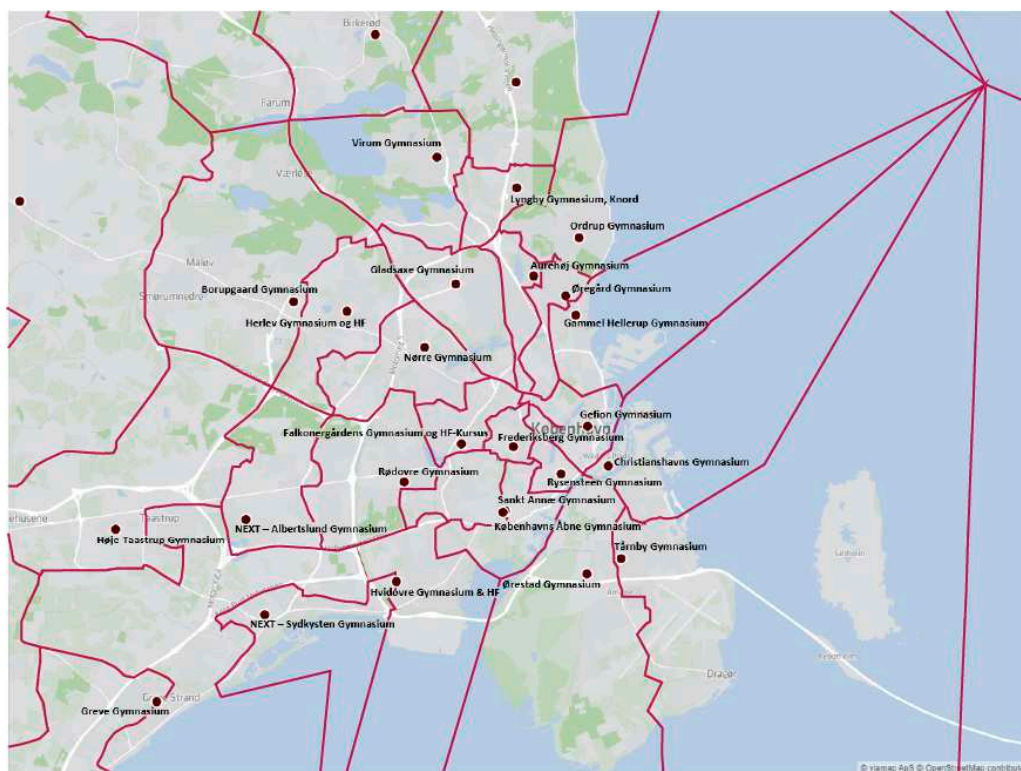 Birkerød
Farum
Virum Gymnasium
Værløse
Lyngby Gymnasium, Knord
Ordrup Gymnasium
Måløv
Gladsaxe Gymnasium
Aurehøj Gymnasium
Borupgaard Gymnasium
Smørumnedre
Øregård Gymnasium
Herlev Gymnasium og HF
Gammel Hellerup Gymnasium
Nørre Gymnasium
Gefion Gymnasium
København
Falkonergårdens Gymnasium og HF-Kursus
Frederiksberg Gymnasium
Christianshavns Gymnasium
Rødovre Gymnasium
Rysensteen Gymnasium
Sankt Annæ Gymnasium
Taastrup
NEXT – Albertslund Gymnasium
Københavns Åbne Gymnasium
Høje Taastrup Gymnasium
Tårnby Gymnasium
Saltholm
Ørestad Gymnasium
Hvidovre Gymnasium & HF
NEXT – Sydkysten Gymnasium
Dragør
Greve Strand
Greve Gymnasium
© viamap ApS © OpenStreetMap